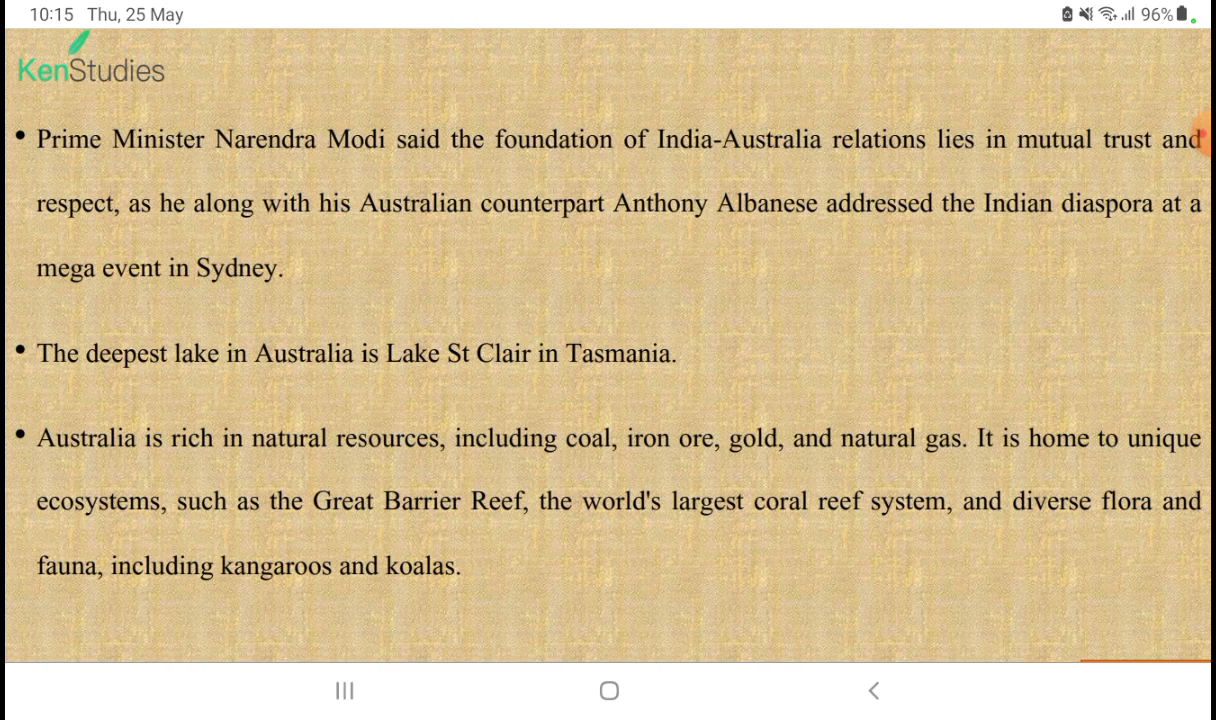 10:15 Thu, 25 May
96%
KenStudies
• Prime Minister Narendra Modi said the foundation of India-Australia relations lies in mutual trust and
respect, as he along with his Australian counterpart Anthony Albanese addressed the Indian diaspora at a
mega event in Sydney.
• The deepest lake in Australia is Lake St Clair in Tasmania.
• Australia is rich in natural resources, including coal, iron ore, gold, and natural gas. It is home to unique
ecosystems, such as the Great Barrier Reef, the world's largest coral reef system, and diverse flora and
fauna, including kangaroos and koalas.